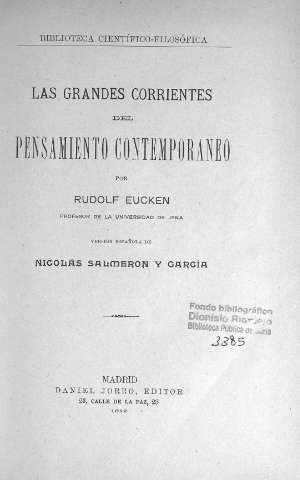 BIBLIOTECA CIENTÍFICO-FILOSÓFICA
LAS GRANDES CORRIENTES
DEL
PENSAMIENTO CONTEMPORANEO
POR
RUDOLF EUCKEN
PROFESOR DE LA UNIVERSIDAD DE JENA
VERSIÓN ESPAÑOLA DE
NICOLÁS SALMERON Y GARCÍA
Fondo bibliográfico
Dionisio
Biblioteca Pública de
3385
MADRID
DANIEL JORRO, EDITOR
23, CALLE DE LA PAZ, 23